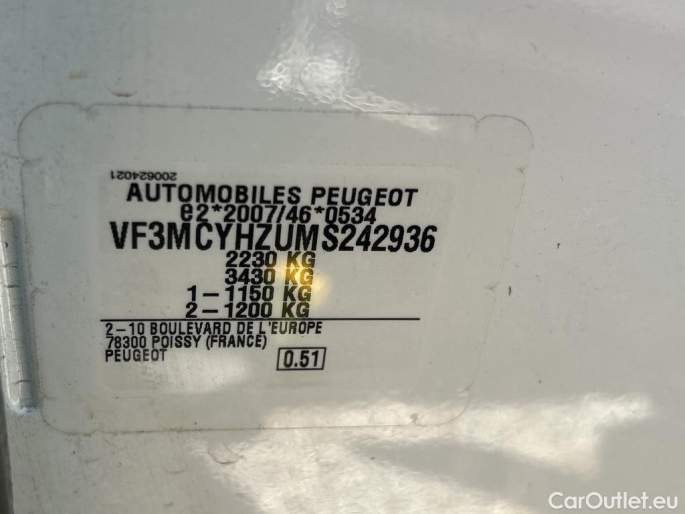 200624021
AUTOMOBILES PEUGEOT
e2*2007/46*0534
VF3MCYHZUMS242936
2230 KG
3430 KG
1-1150 KG
2-1200 KG
2-10 BOULEVARD DE L'EUROPE
78300 POISSY (FRANCE)
PEUGEOT
0.51
CarOutlet.eu